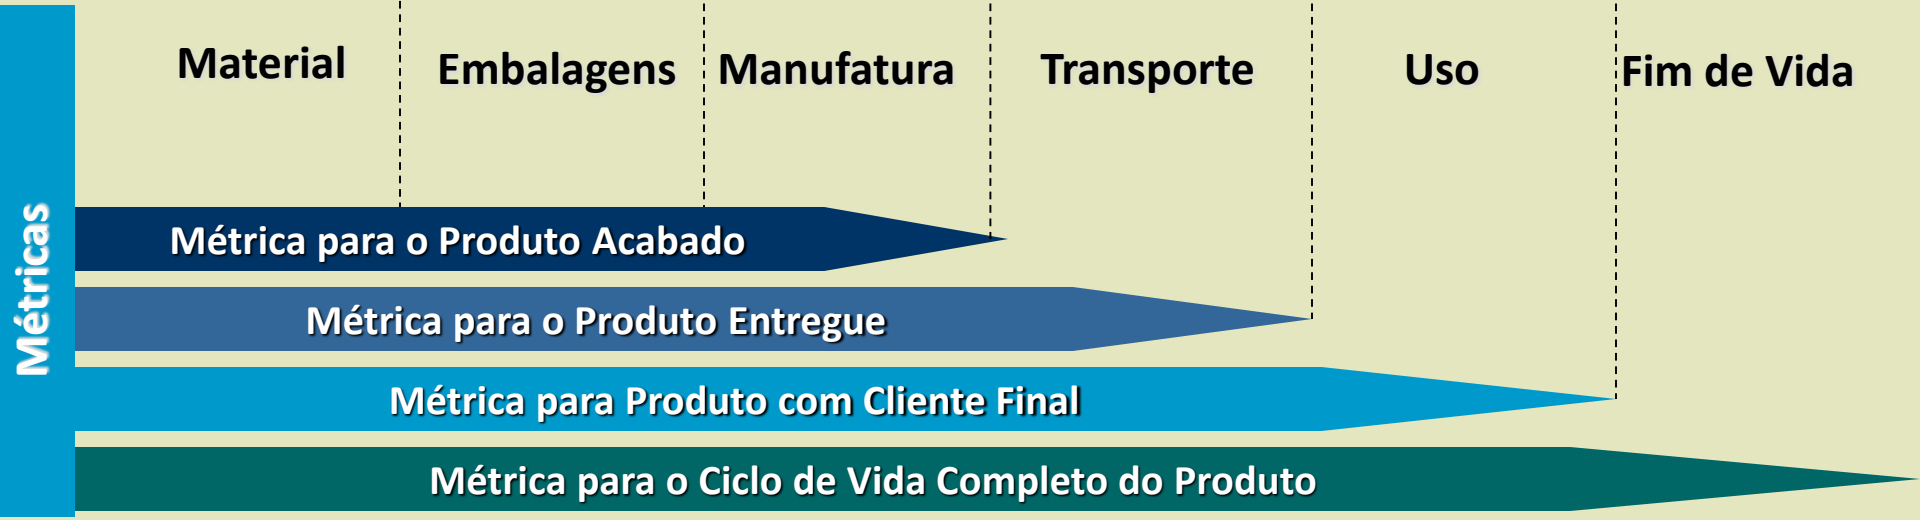 Material
Embalagens
Manufatura
Transporte
Uso
Fim de Vida
Métricas
Métrica para o Produto Acabado
Métrica para o Produto Entregue
Métrica para Produto com Cliente Final
Métrica para o Ciclo de Vida Completo do Produto